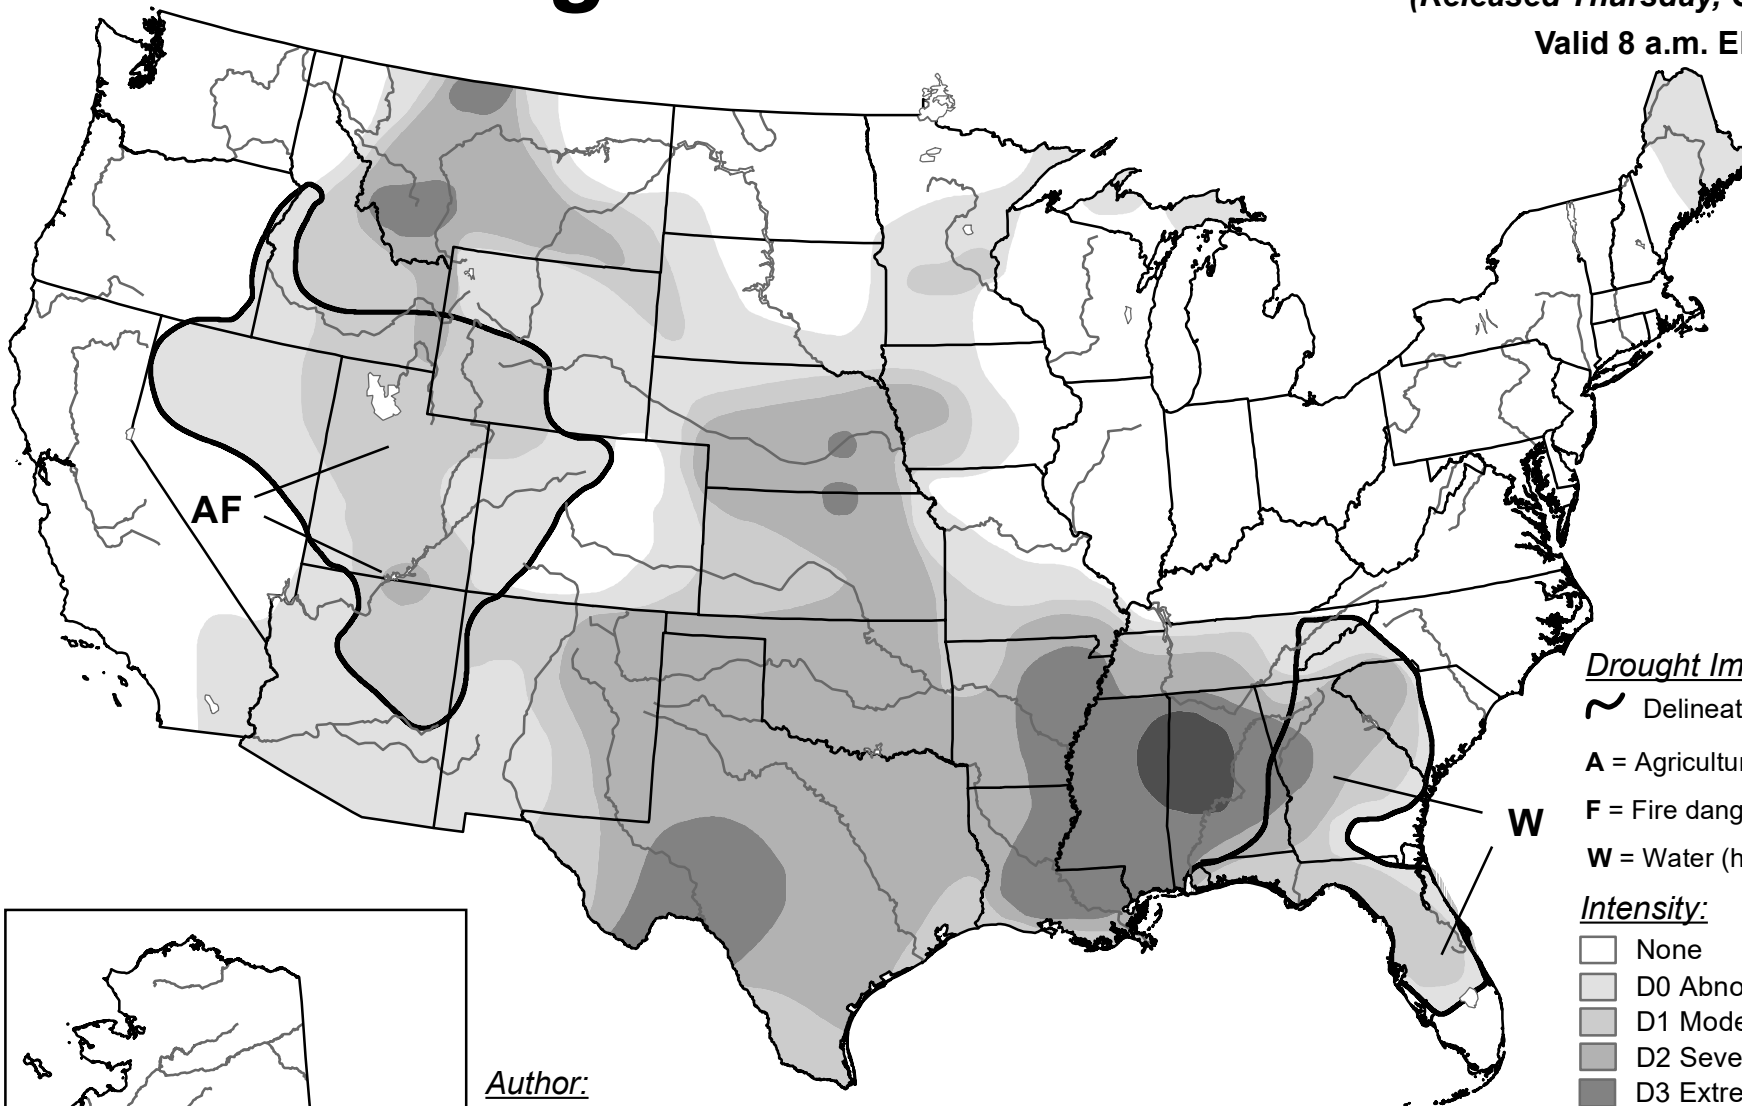 (Released Thursday,
Valid 8 a.m.
AF
Drought
Delineat
A = Agricultur
F = Fire dang
W
W = Water (h
Intensity:
None
D0 Abno
D1 Mode
D2 Seve
D3 Extre
Author: